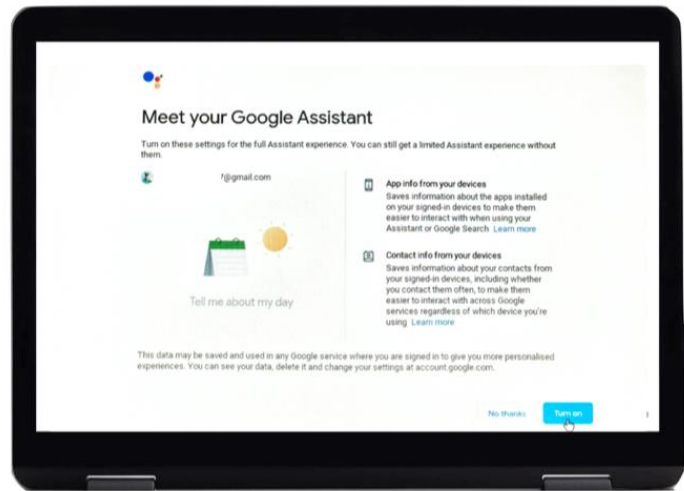 Meet your Google Assistant
Turn on these settings for the full Assistant experience. You can still get a limited Assistant experience without
them.
@gmail.com
Tell me about my day
App info from your devices
Saves information about the apps installed
on your signed-in devices to make them
easier to interact with when using your
Assistant or Google Search Learn more
Contact info from your devices
Saves information about your contacts from
your signed-in devices, including whether
you contact them often, to make them
easier to interact with across Google
services regardless of which device you're
using Learn more
This data may be saved and used in any Google service where you are signed in to give you more personalised
experiences. You can see your data, delete it and change your settings at account.google.com.
No thanks
Turn on